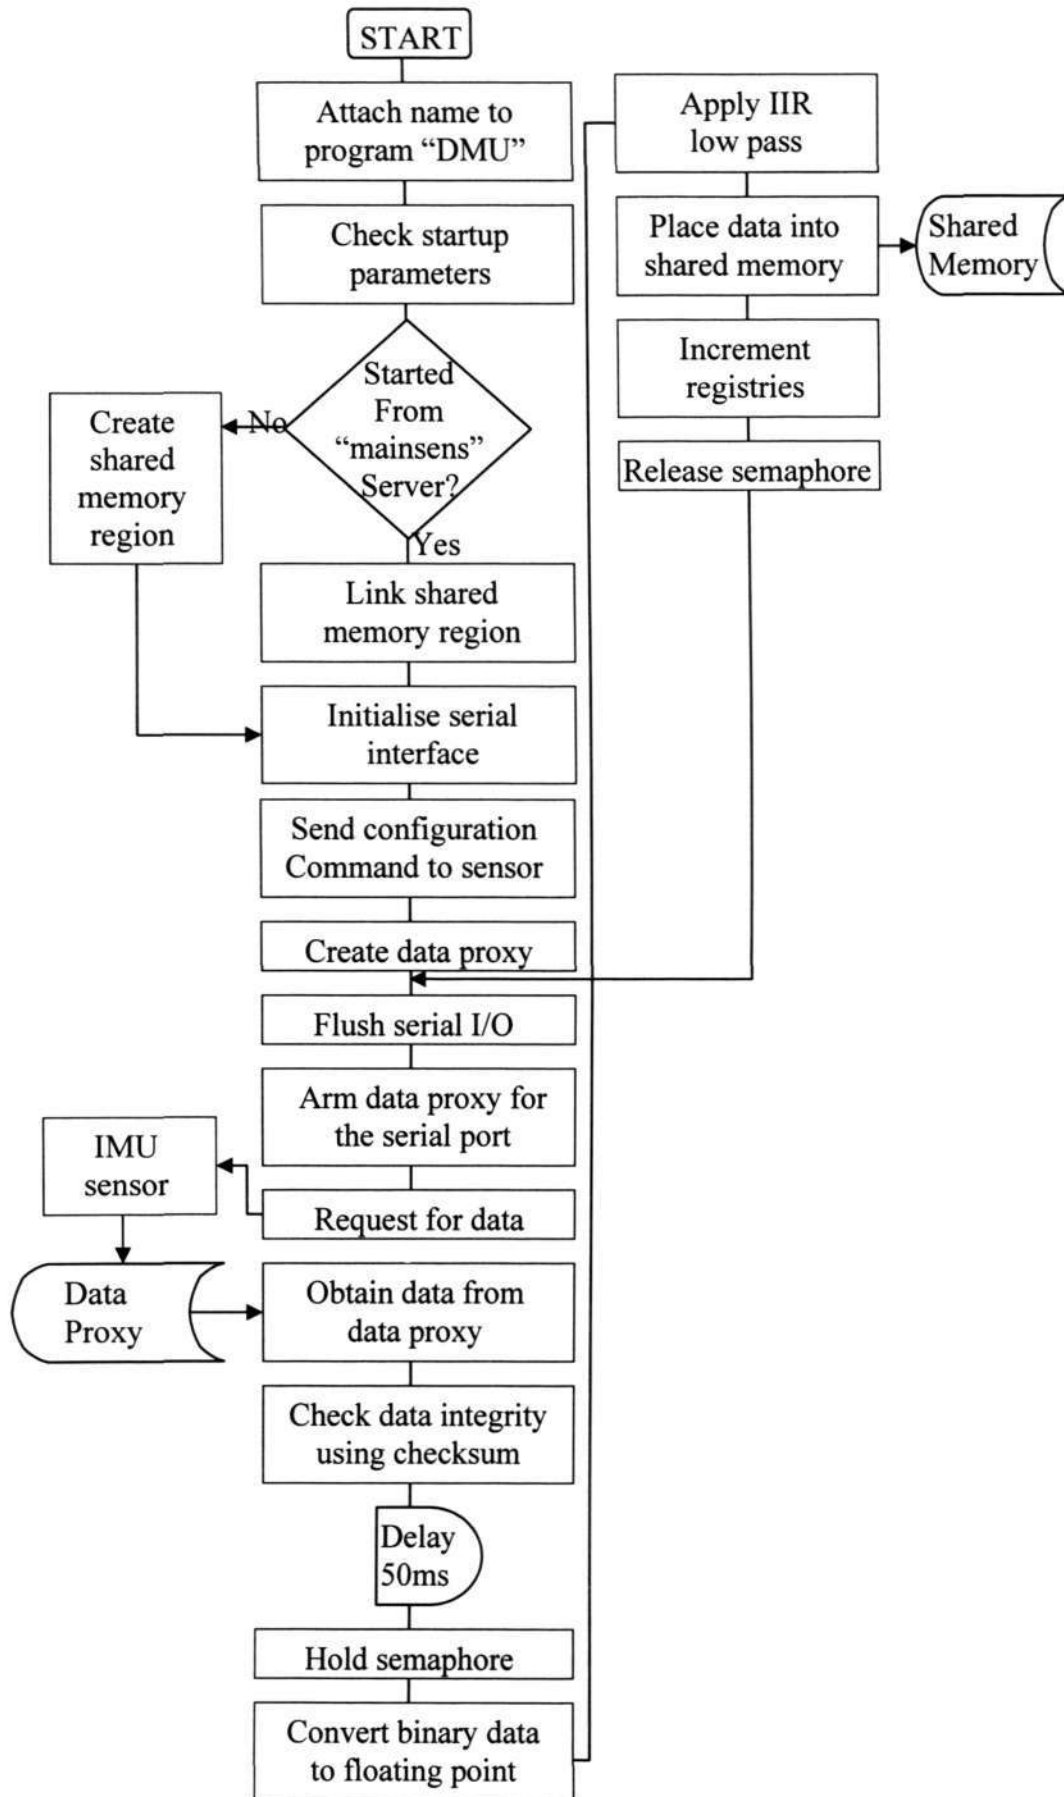 START
Attach name to
program “DMU”
Check startup
parameters
Started
From
“mainsens”
Server?
No
Create
shared
memory
region
Yes
Link shared
memory region
Initialise serial
interface
Send configuration
Command to sensor
Create data proxy
Flush serial I/O
Arm data proxy for
the serial port
Request for data
IMU
sensor
Data
Proxy
Obtain data from
data proxy
Check data integrity
using checksum
Delay
50ms
Hold semaphore
Convert binary data
to floating point
Apply IIR
low pass
Place data into
shared memory
Shared
Memory
Increment
registries
Release semaphore